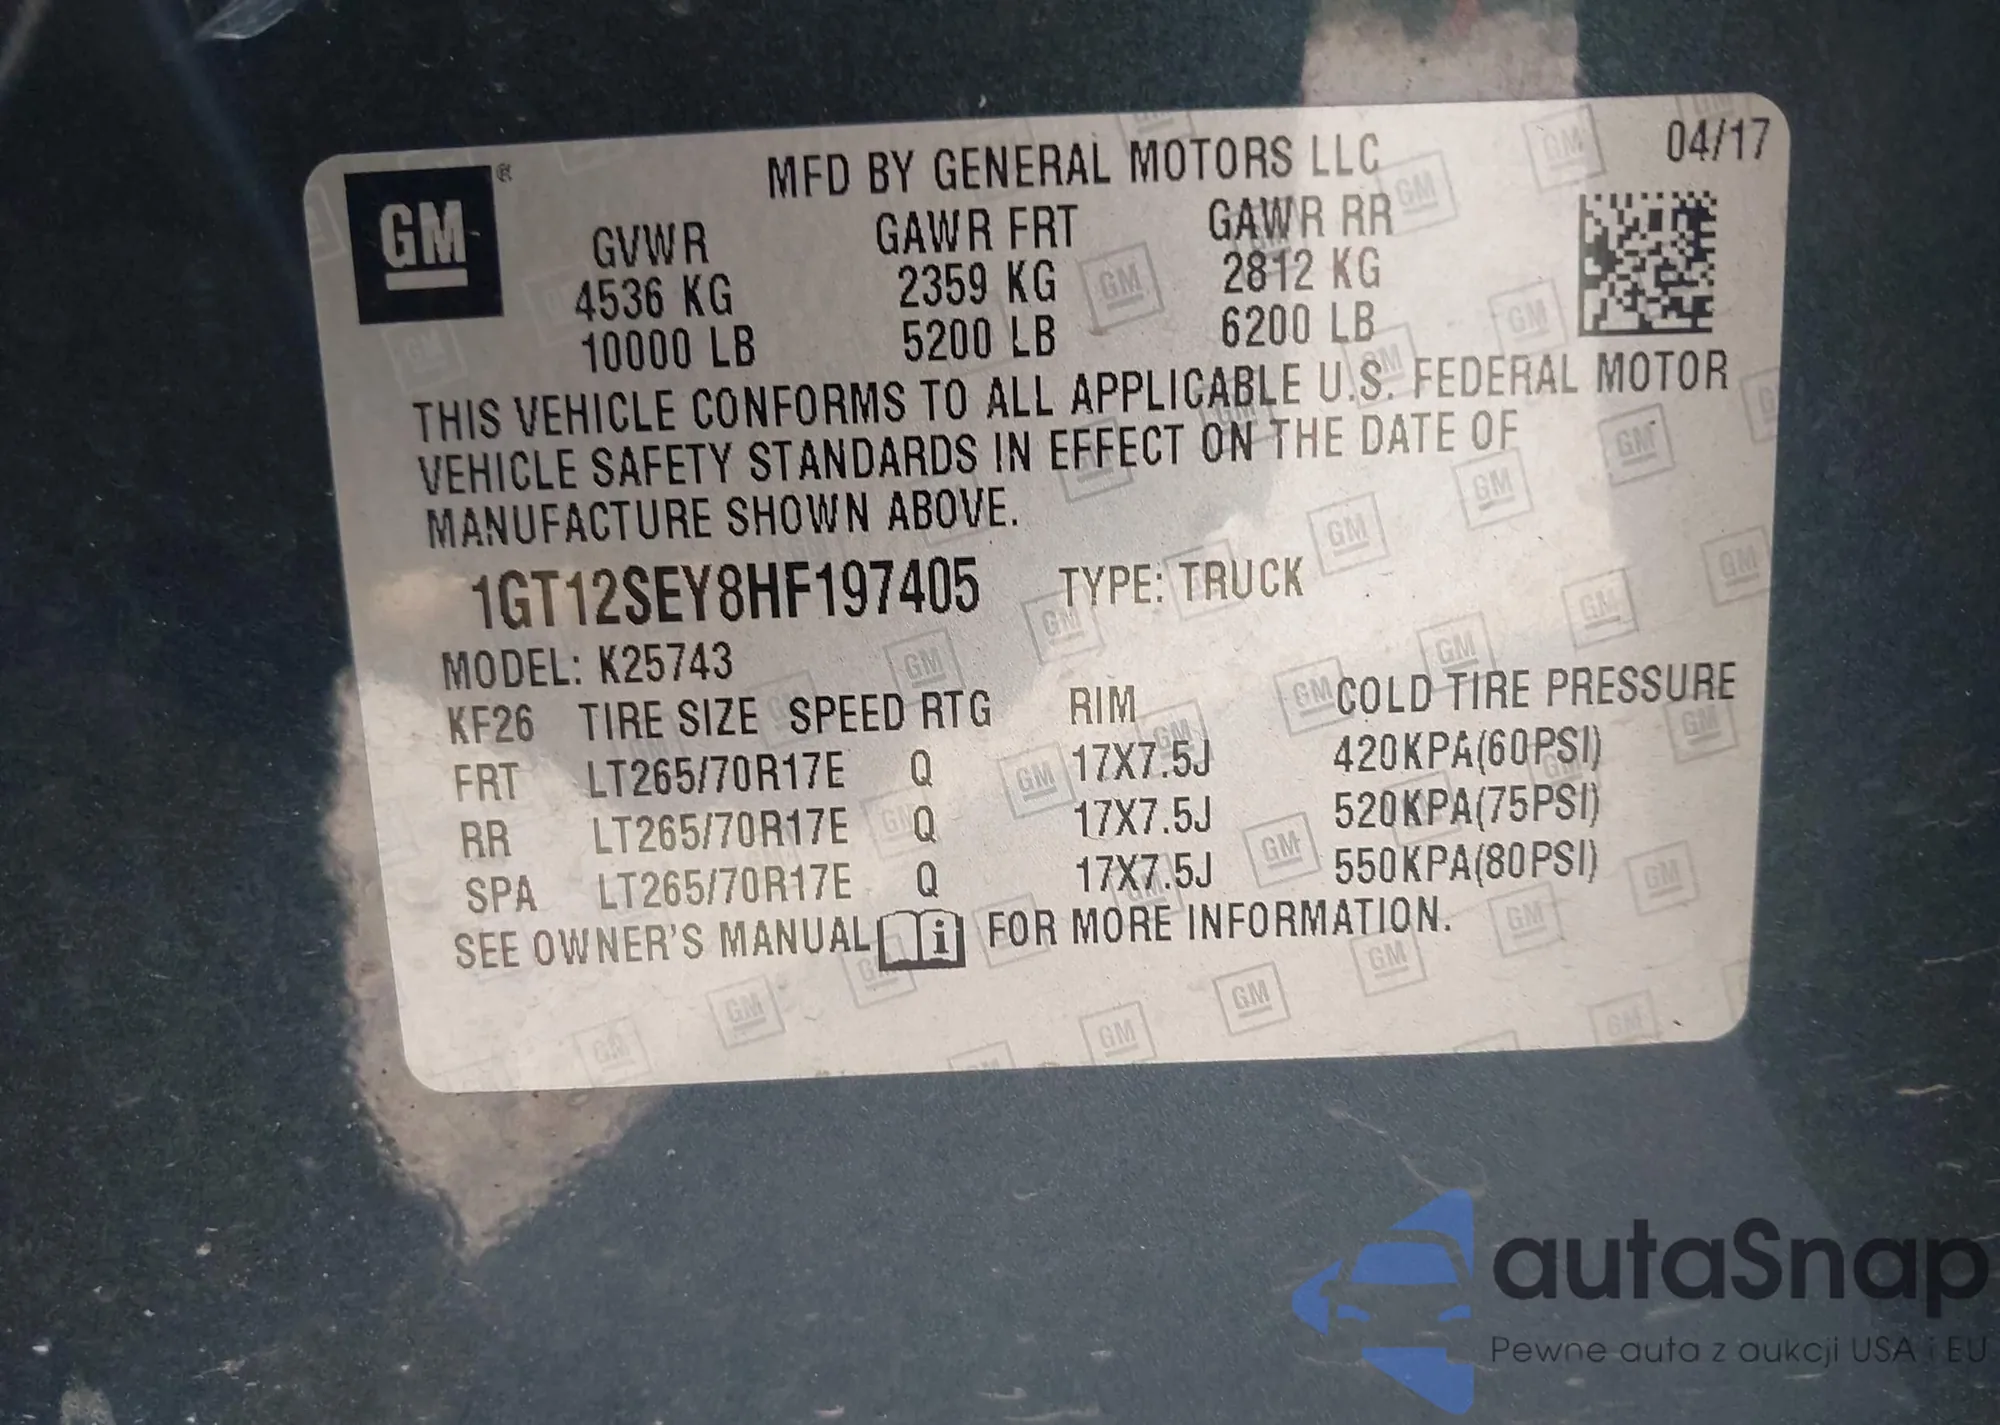 GM®
MFD BY GENERAL MOTORS LLC 04/17
GVWR GAWR FRT GAWR RR
4536 KG 2359 KG 2812 KG
10000 LB 5200 LB 6200 LB
THIS VEHICLE CONFORMS TO ALL APPLICABLE U.S. FEDERAL MOTOR
VEHICLE SAFETY STANDARDS IN EFFECT ON THE DATE OF
MANUFACTURE SHOWN ABOVE.
1GT12SEY8HF197405 TYPE: TRUCK
MODEL: K25743
KF26 TIRE SIZE SPEED RTG RIM COLD TIRE PRESSURE
FRT LT265/70R17E Q 17X7.5J 420KPA(60PSI)
RR LT265/70R17E Q 17X7.5J 520KPA(75PSI)
SPA LT265/70R17E Q 17X7.5J 550KPA(80PSI)
SEE OWNER'S MANUAL i FOR MORE INFORMATION.
autaSnap
Pewne auta z aukcji USA i EU